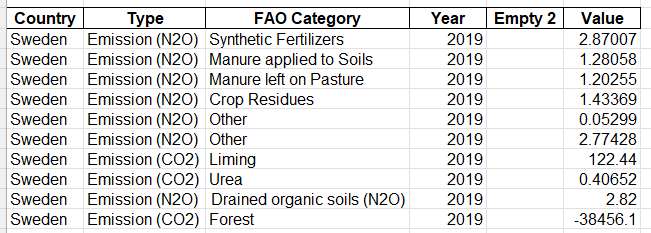 Country Type FAO Category Year Empty 2 Value
Sweden Emission (N2O) Synthetic Fertilizers 2019 2.87007
Sweden Emission (N2O) Manure applied to Soils 2019 1.28058
Sweden Emission (N2O) Manure left on Pasture 2019 1.20255
Sweden Emission (N2O) Crop Residues 2019 1.43369
Sweden Emission (N2O) Other 2019 0.05299
Sweden Emission (N2O) Other 2019 2.77428
Sweden Emission (CO2) Liming 2019 122.44
Sweden Emission (CO2) Urea 2019 0.40652
Sweden Emission (N2O) Drained organic soils (N2O) 2019 2.82
Sweden Emission (CO2) Forest 2019 -38456.1